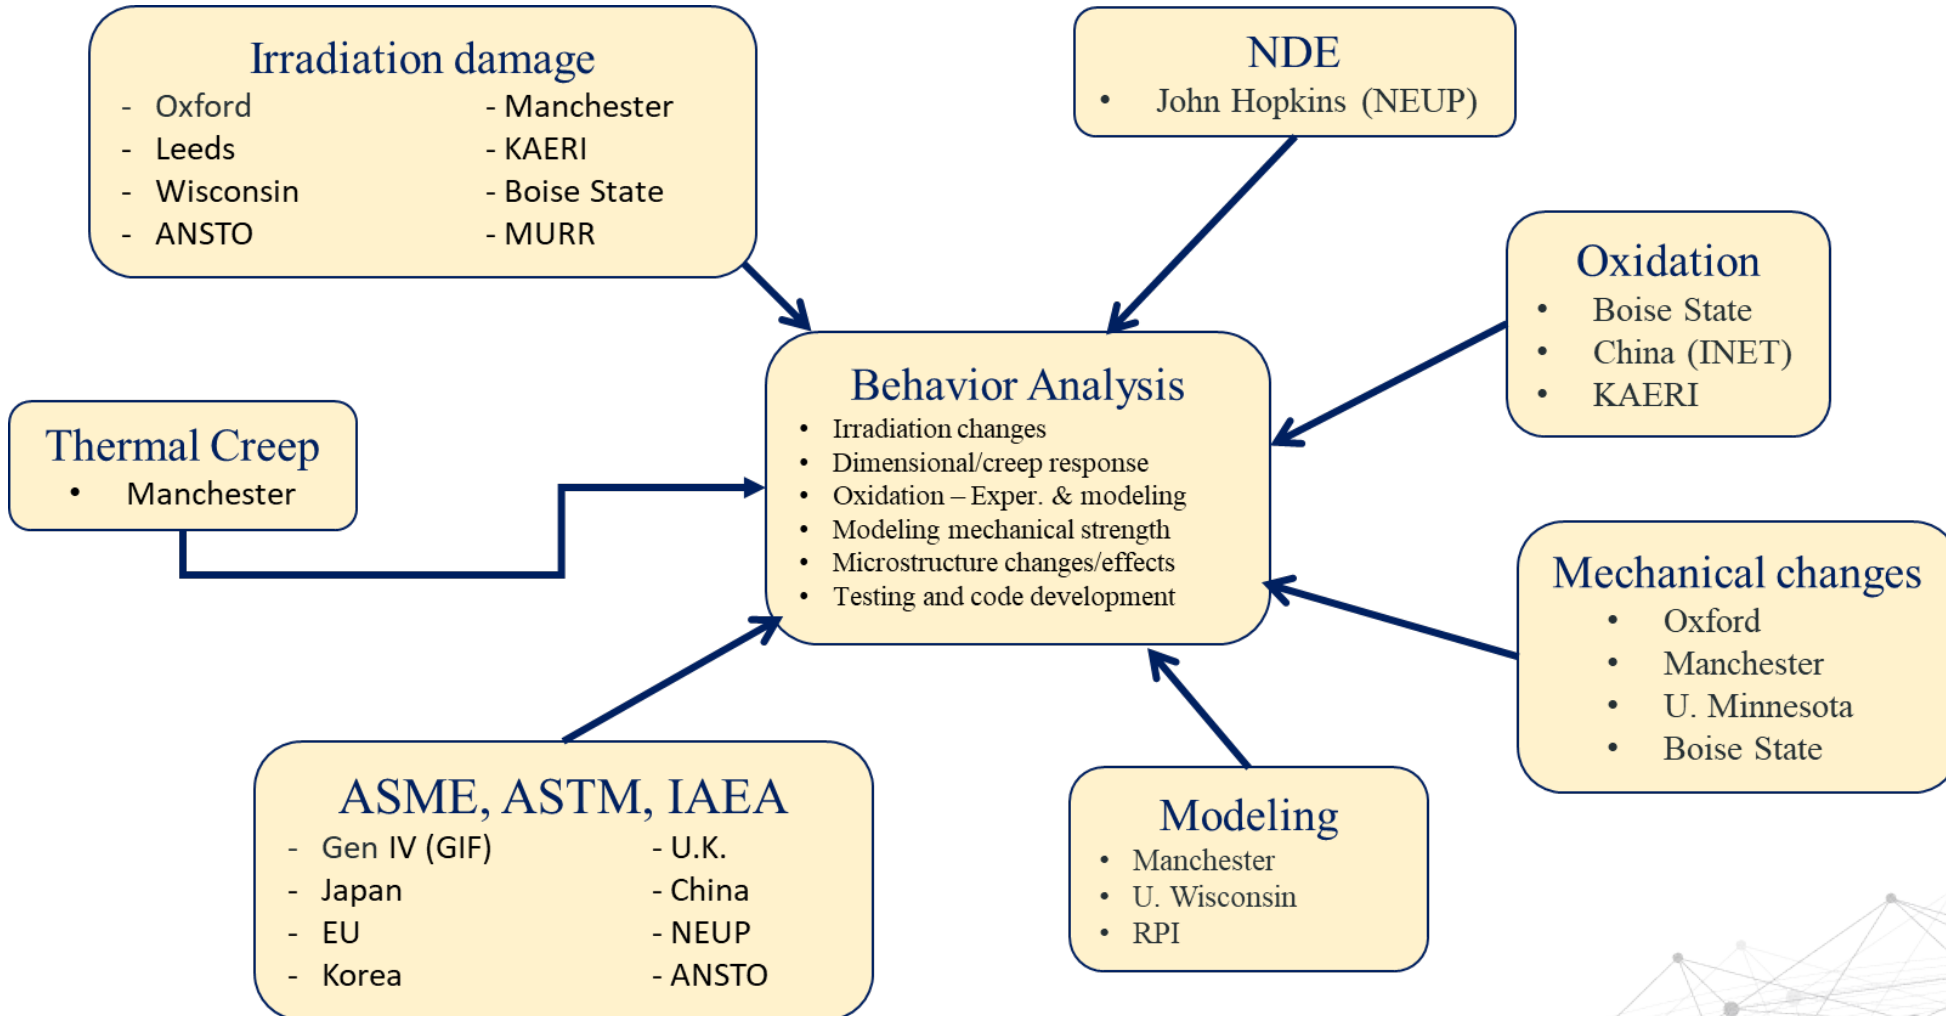 Irradiation damage
- Oxford
- Leeds
- Wisconsin
- ANSTO
- Manchester
- KAERI
- Boise State
- MURR
NDE
• John Hopkins (NEUP)
Oxidation
• Boise State
• China (INET)
• KAERI
Thermal Creep
• Manchester
Behavior Analysis
• Irradiation changes
• Dimensional/creep response
• Oxidation – Exper. & modeling
• Modeling mechanical strength
• Microstructure changes/effects
• Testing and code development
Mechanical changes
• Oxford
• Manchester
• U. Minnesota
• Boise State
ASME, ASTM, IAEA
- Gen IV (GIF)
- Japan
- EU
- Korea
- U.K.
- China
- NEUP
- ANSTO
Modeling
• Manchester
• U. Wisconsin
• RPI